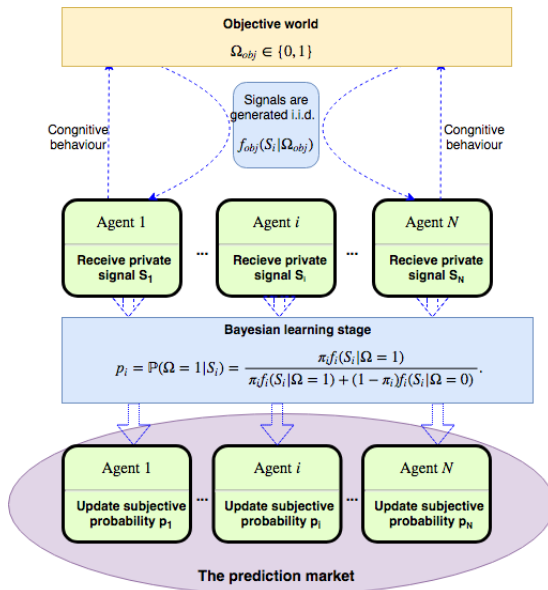 Objective world
Ω_obj ∈ {0, 1}
Signals are
generated i.i.d.
f_obj(S_i|Ω_obj)
Congnitive
behaviour
Congnitive
behaviour
Agent 1
Receive private
signal S_1
...
Agent i
Recieve private
signal S_i
...
Agent N
Recieve private
signal S_N
Bayesian learning stage
p_i = ℙ(Ω = 1|S_i) = π_i f_i(S_i|Ω = 1) / (π_i f_i(S_i|Ω = 1) + (1 − π_i) f_i(S_i|Ω = 0)).
Agent 1
Update subjective
probability p_1
...
Agent i
Update subjective
probability p_i
...
Agent N
Update subjective
probability p_N
The prediction market